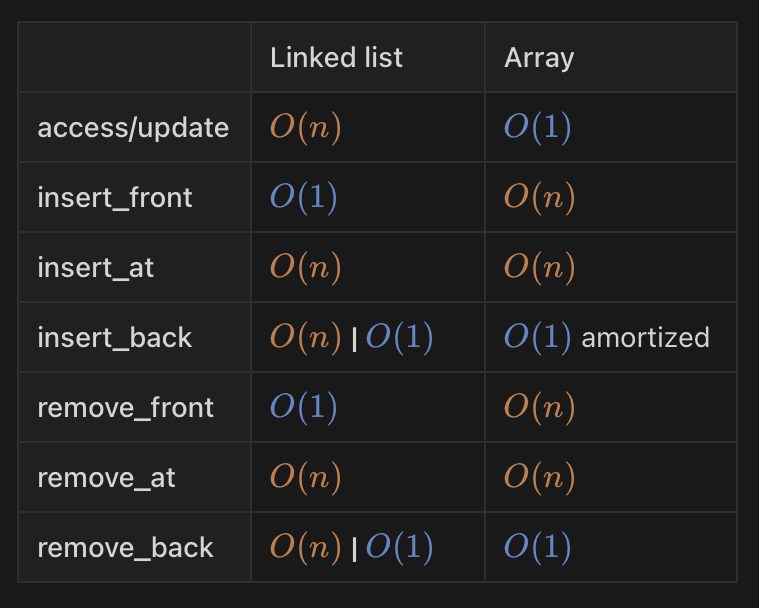 Linked list Array
access/update O(n) O(1)
insert_front O(1) O(n)
insert_at O(n) O(n)
insert_back O(n) | O(1) O(1) amortized
remove_front O(1) O(n)
remove_at O(n) O(n)
remove_back O(n) | O(1) O(1)